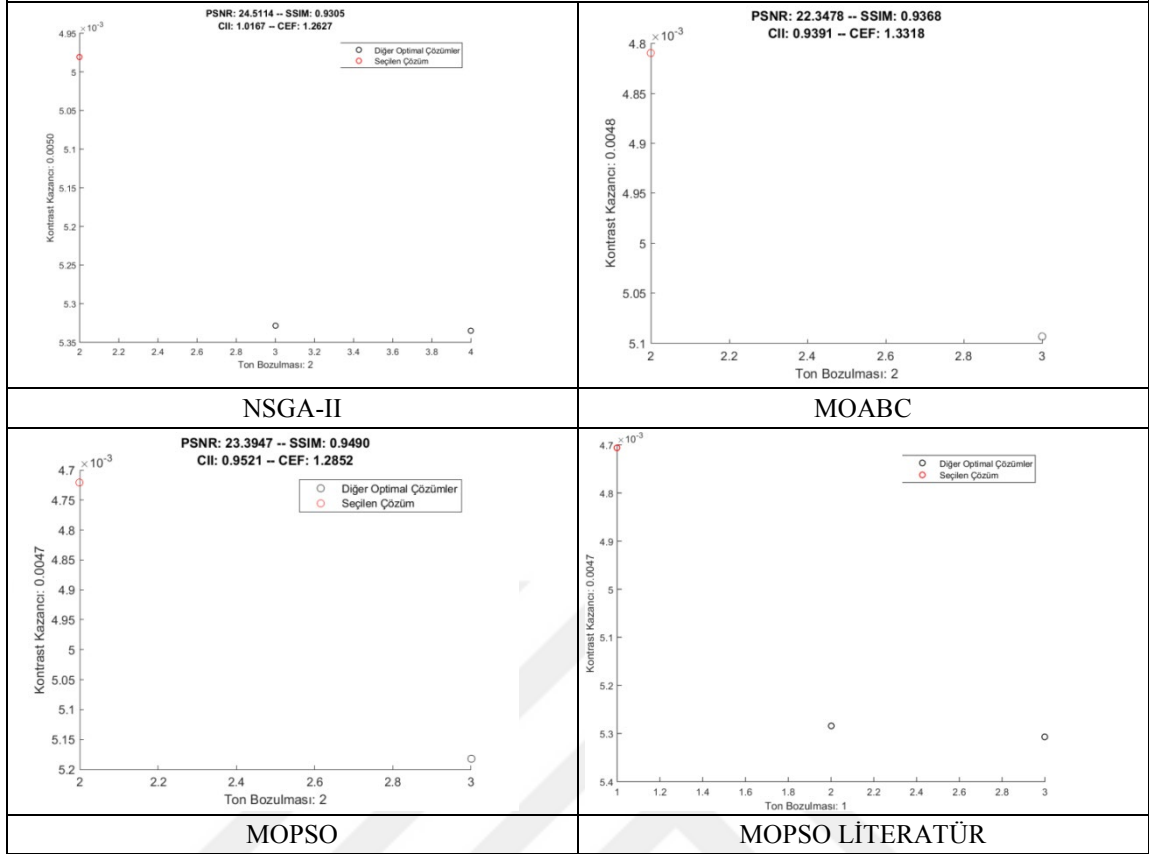 PSNR: 24.5114 -- SSIM: 0.9305
CII: 1.0167 -- CEF: 1.2627
×10⁻³
4.95
5
5.05
5.1
5.15
5.2
5.25
5.3
5.35
Kontrast Kazancı: 0.0050
Diğer Optimal Çözümler
Seçilen Çözüm
2 2.2 2.4 2.6 2.8 3 3.2 3.4 3.6 3.8 4
Ton Bozulması: 2
PSNR: 22.3478 -- SSIM: 0.9368
CII: 0.9391 -- CEF: 1.3318
×10⁻³
4.8
4.85
4.9
4.95
5
5.05
5.1
Kontrast Kazancı: 0.0048
2 2.2 2.4 2.6 2.8 3
Ton Bozulması: 2
NSGA-II
MOABC
PSNR: 23.3947 -- SSIM: 0.9490
CII: 0.9521 -- CEF: 1.2852
×10⁻³
4.7
4.75
4.8
4.85
4.9
4.95
5
5.05
5.1
5.15
5.2
Kontrast Kazancı: 0.0047
Diğer Optimal Çözümler
Seçilen Çözüm
2 2.2 2.4 2.6 2.8 3
Ton Bozulması: 2
×10⁻³
4.7
4.8
4.9
5
5.1
5.2
5.3
5.4
Kontrast Kazancı: 0.0047
Diğer Optimal Çözümler
Seçilen Çözüm
1 1.2 1.4 1.6 1.8 2 2.2 2.4 2.6 2.8 3
Ton Bozulması: 1
MOPSO
MOPSO LİTERATÜR